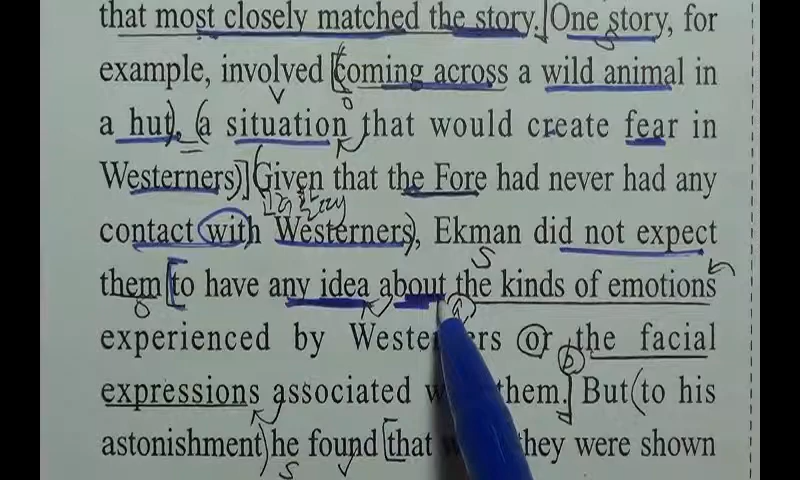 that most closely matched the story. One story, for
example, involved coming across a wild animal in
a hut, a situation that would create fear in
Westerners. Given that the Fore had never had any
contact with Westerners, Ekman did not expect
them to have any idea about the kinds of emotions
experienced by or the facial
expressions associated them. But to his
astonishment he found that they were shown